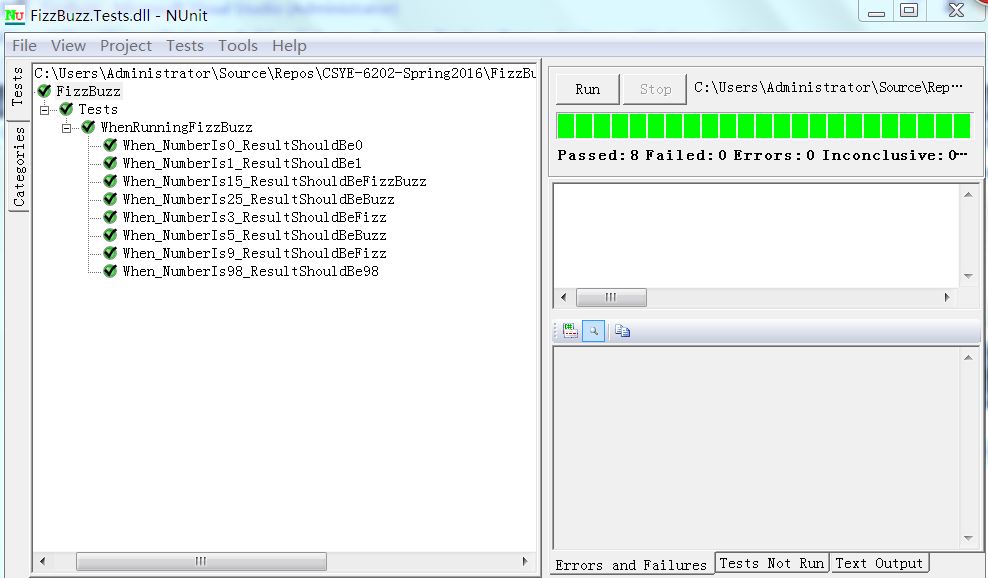 FizzBuzz.Tests.dll - NUnit
File View Project Tests Tools Help
Tests
Categories
C:\Users\Administrator\Source\Repos\CSYE-6202-Spring2016\FizzBu
FizzBuzz
Tests
WhenRunningFizzBuzz
When_NumberIs0_ResultShouldBe0
When_NumberIs1_ResultShouldBe1
When_NumberIs15_ResultShouldBeFizzBuzz
When_NumberIs25_ResultShouldBeBuzz
When_NumberIs3_ResultShouldBeFizz
When_NumberIs5_ResultShouldBeBuzz
When_NumberIs9_ResultShouldBeFizz
When_NumberIs98_ResultShouldBe98
Run Stop C:\Users\Administrator\Source\Rep…
Passed: 8 Failed: 0 Errors: 0 Inconclusive: 0…
Errors and Failures Tests Not Run Text Output